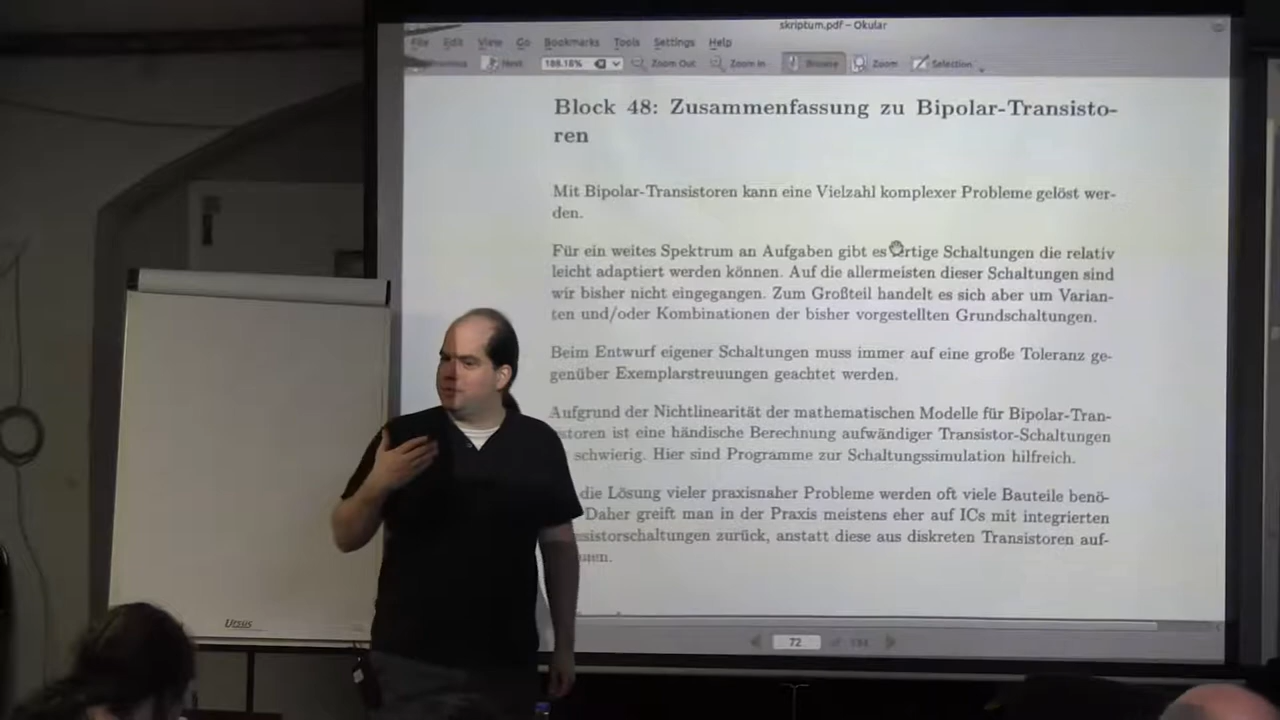 skriptum.pdf – Okular
File Edit View Go Bookmarks Tools Settings Help
Next 188.18% Zoom Out Zoom In Browse Zoom Selection
Block 48: Zusammenfassung zu Bipolar-Transisto-
ren
Mit Bipolar-Transistoren kann eine Vielzahl komplexer Probleme gelöst wer-
den.
Für ein weites Spektrum an Aufgaben gibt es Schaltungen die relativ
leicht adaptiert werden können. Auf die allermeisten dieser Schaltungen sind
wir bisher nicht eingegangen. Zum Großteil handelt es sich aber um Varian-
ten und/oder Kombinationen der bisher vorgestellten Grundschaltungen.
Beim Entwurf eigener Schaltungen muss immer auf eine große Toleranz ge-
genüber Exemplarstreuungen geachtet werden.
Aufgrund der Nichtlinearität der mathematischen Modelle für Bipolar-Tran-
storen ist eine händische Berechnung aufwändiger Transistor-Schaltungen
schwierig. Hier sind Programme zur Schaltungssimulation hilfreich.
die Lösung vieler praxisnaher Probleme werden oft viele Bauteile benö-
Daher greift man in der Praxis meistens eher auf ICs mit integrierten
sistorschaltungen zurück, anstatt diese aus diskreten Transistoren auf-
uen.
72
Ursus